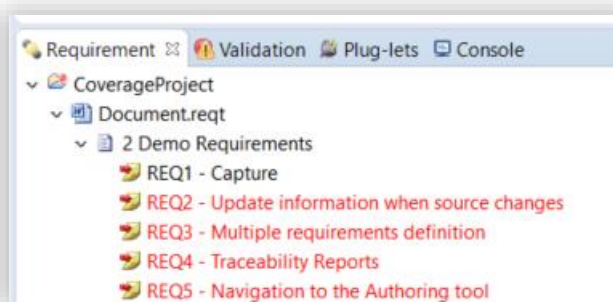 Requirement Validation Plug-lets Console
CoverageProject
Document.reqt
2 Demo Requirements
REQ1 - Capture
REQ2 - Update information when source changes
REQ3 - Multiple requirements definition
REQ4 - Traceability Reports
REQ5 - Navigation to the Authoring tool